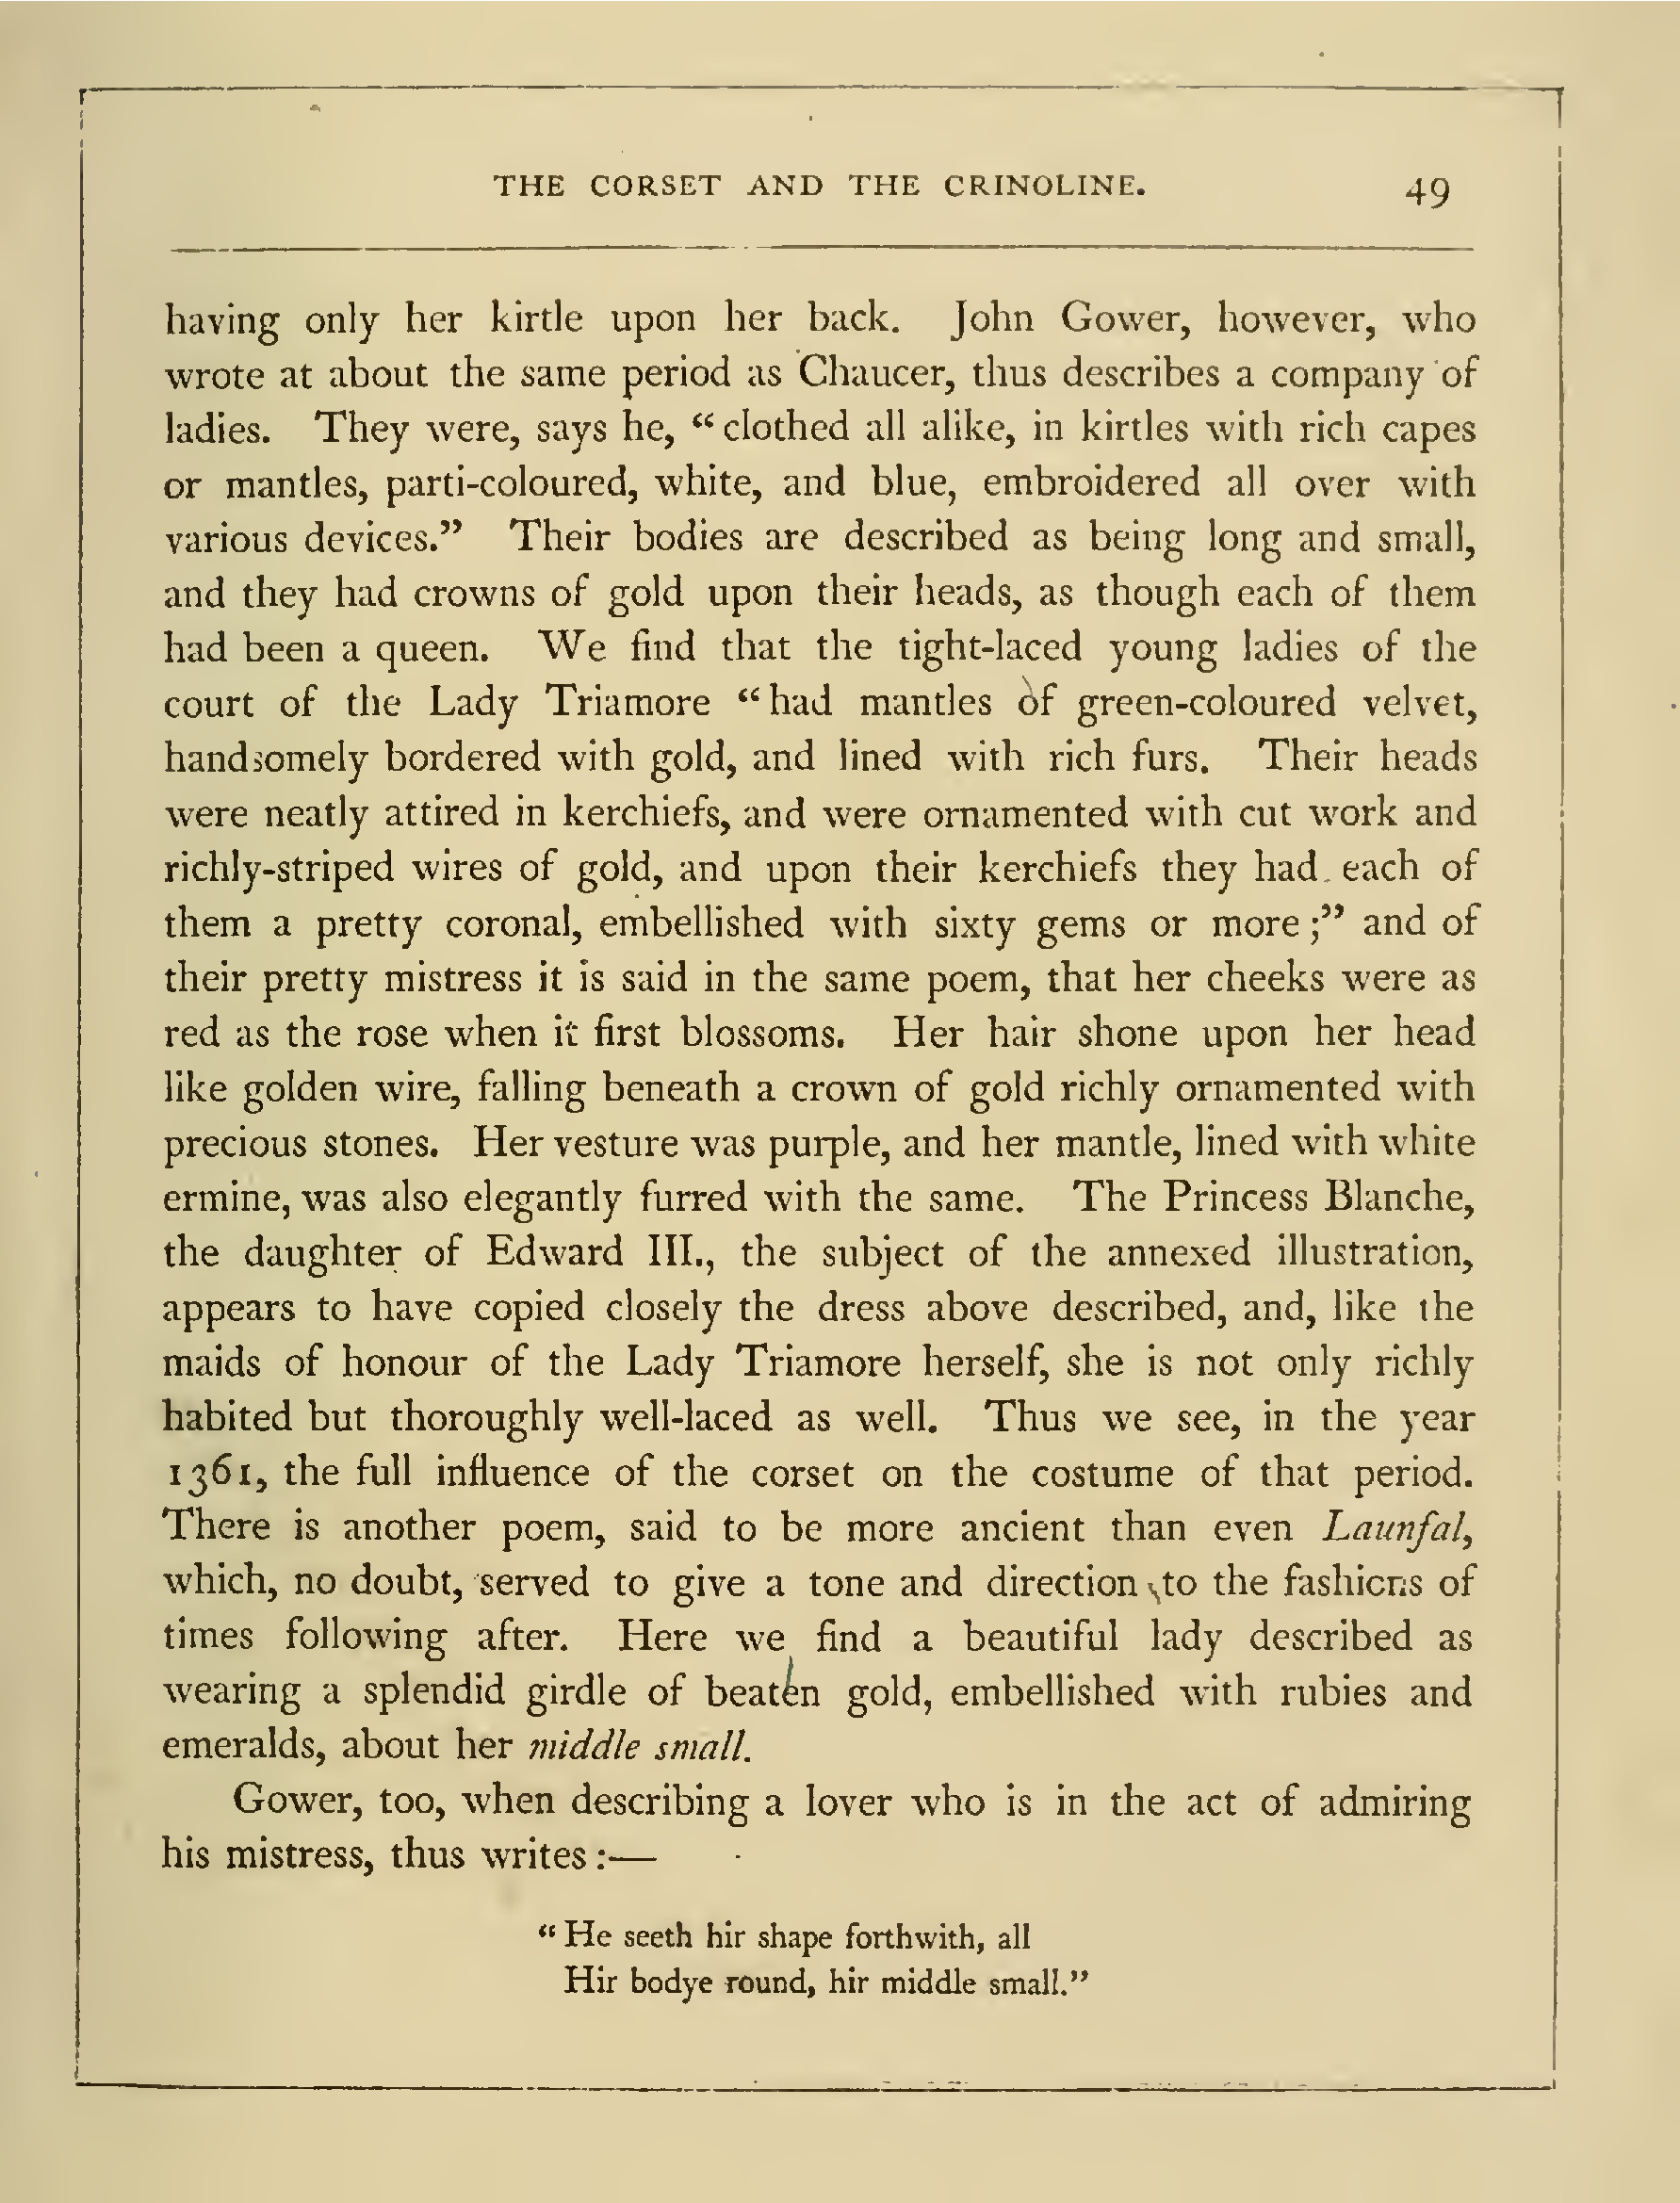 THE CORSET AND THE CRINOLINE. 49
having only her kirtle upon her back. John Gower, however, who
wrote at about the same period as Chaucer, thus describes a company of
ladies. They were, says he, “clothed all alike, in kirtles with rich capes
or mantles, parti-coloured, white, and blue, embroidered all over with
various devices.” Their bodies are described as being long and small,
and they had crowns of gold upon their heads, as though each of them
had been a queen. We find that the tight-laced young ladies of the
court of the Lady Triamore “had mantles of green-coloured velvet,
handsomely bordered with gold, and lined with rich furs. Their heads
were neatly attired in kerchiefs, and were ornamented with cut work and
richly-striped wires of gold, and upon their kerchiefs they had each of
them a pretty coronal, embellished with sixty gems or more;” and of
their pretty mistress it is said in the same poem, that her cheeks were as
red as the rose when it first blossoms. Her hair shone upon her head
like golden wire, falling beneath a crown of gold richly ornamented with
precious stones. Her vesture was purple, and her mantle, lined with white
ermine, was also elegantly furred with the same. The Princess Blanche,
the daughter of Edward III., the subject of the annexed illustration,
appears to have copied closely the dress above described, and, like the
maids of honour of the Lady Triamore herself, she is not only richly
habited but thoroughly well-laced as well. Thus we see, in the year
1361, the full influence of the corset on the costume of that period.
There is another poem, said to be more ancient than even Launfal,
which, no doubt, served to give a tone and direction to the fashions of
times following after. Here we find a beautiful lady described as
wearing a splendid girdle of beaten gold, embellished with rubies and
emeralds, about her middle small.
Gower, too, when describing a lover who is in the act of admiring
his mistress, thus writes:—
“He seeth hir shape forthwith, all
Hir bodye round, hir middle small.”